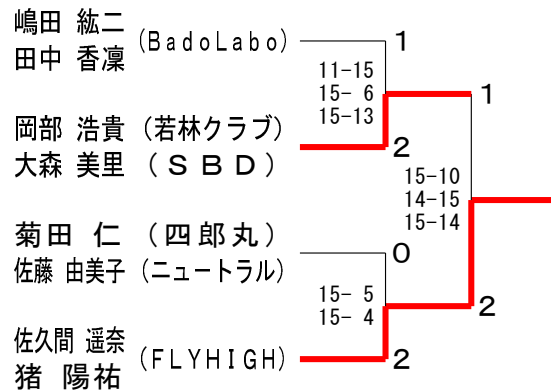 嶋田 紘二
田中 香凜
(BadoLabo)
1
11-15
15- 6
15-13
1
岡部 浩貴 (若林クラブ)
大森 美里 (SBD)
2
15-10
14-15
15-14
菊田 仁 (四郎丸)
佐藤 由美子 (ニュートラル)
0
15- 5
15- 4
2
佐久間 遥奈
猪 陽祐
(FLYHIGH)
2